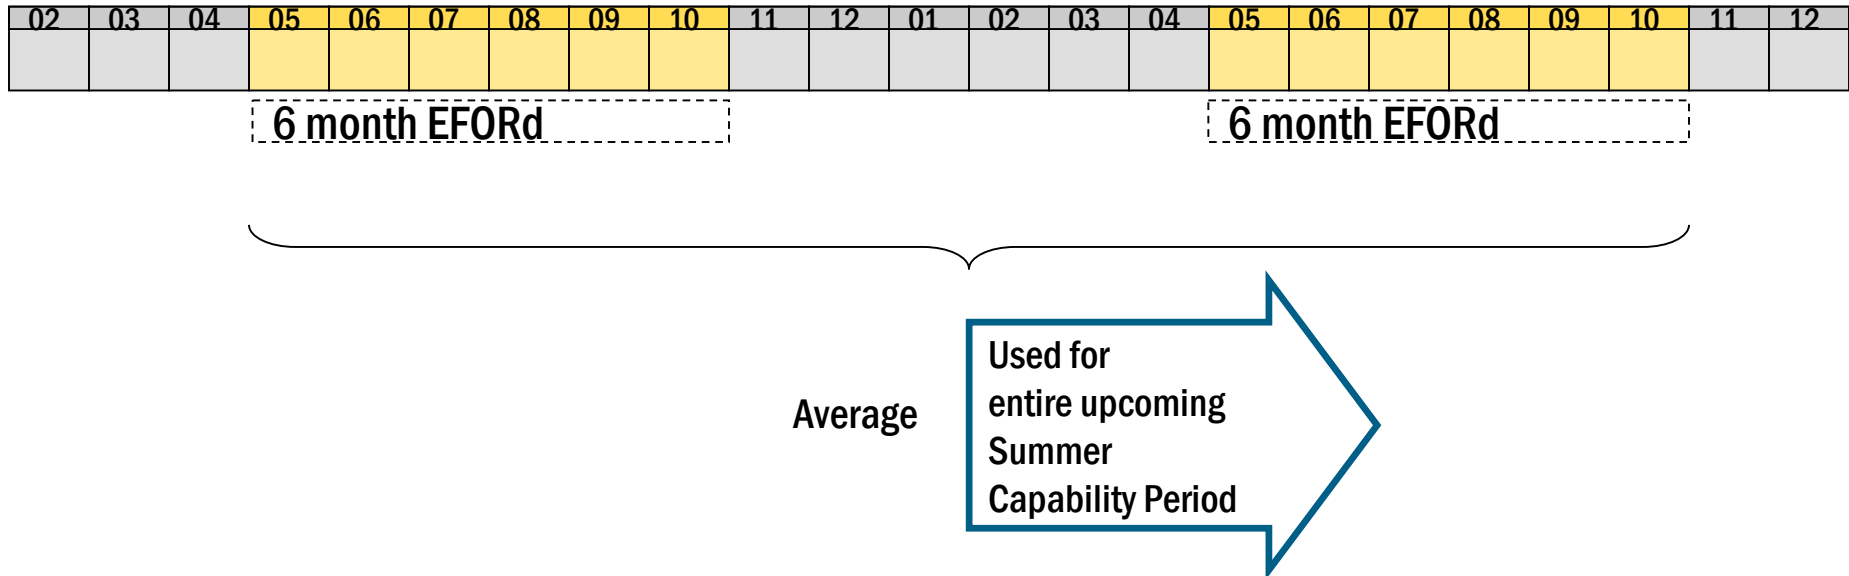 02 03 04 05 06 07 08 09 10 11 12 01 02 03 04 05 06 07 08 09 10 11 12
6 month EFORd 6 month EFORd
Used for
entire upcoming
Average
Summer
Capability Period